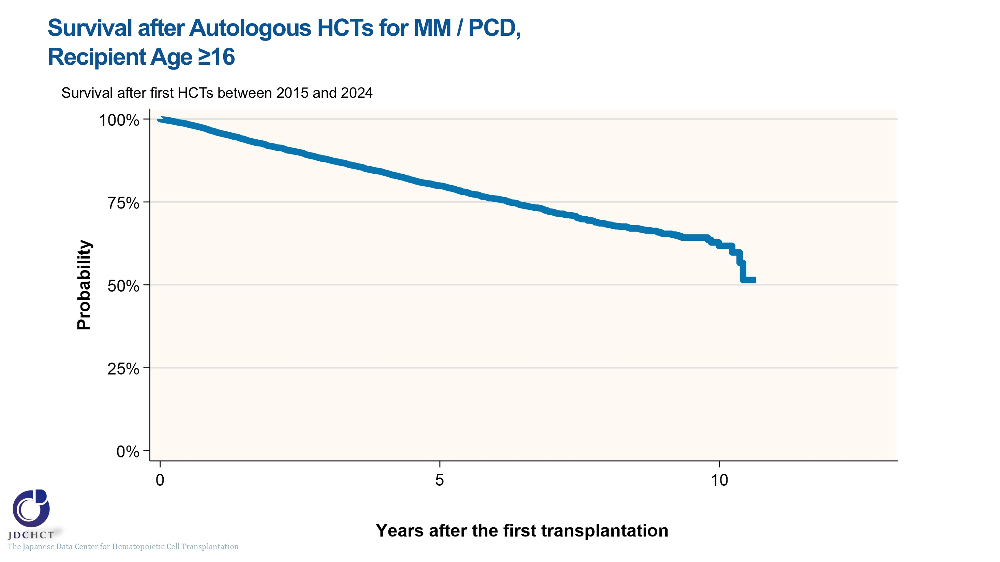 Survival after Autologous HCTs for MM / PCD,
Recipient Age ≥16
Survival after first HCTs between 2015 and 2024
100%
75%
50%
25%
0%
Probability
0
5
10
Years after the first transplantation
JDCHCT
The Japanese Data Center for Hematopoietic Cell Transplantation